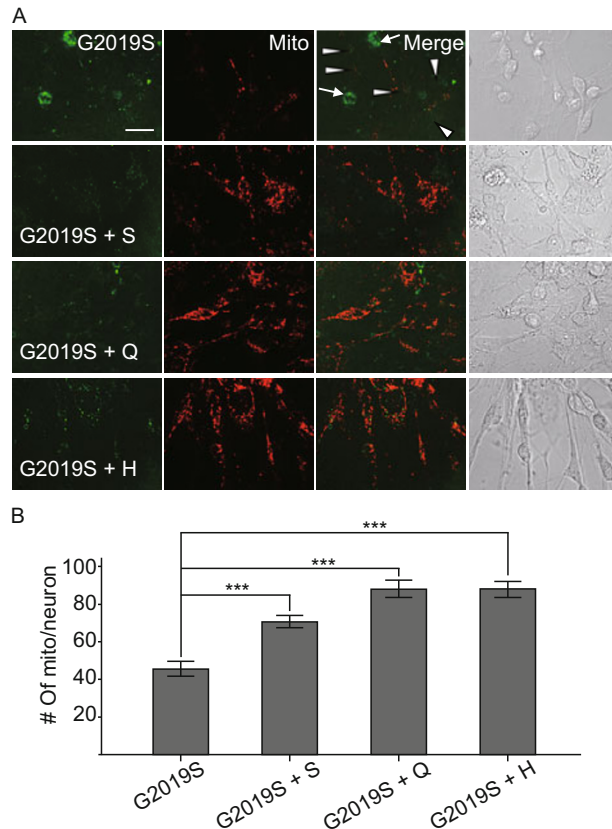 A
G2019S
Mito
Merge
G2019S + S
G2019S + Q
G2019S + H
B
***
***
***
100
80
60
40
20
# Of mito/neuron
G2019S
G2019S + S
G2019S + Q
G2019S + H